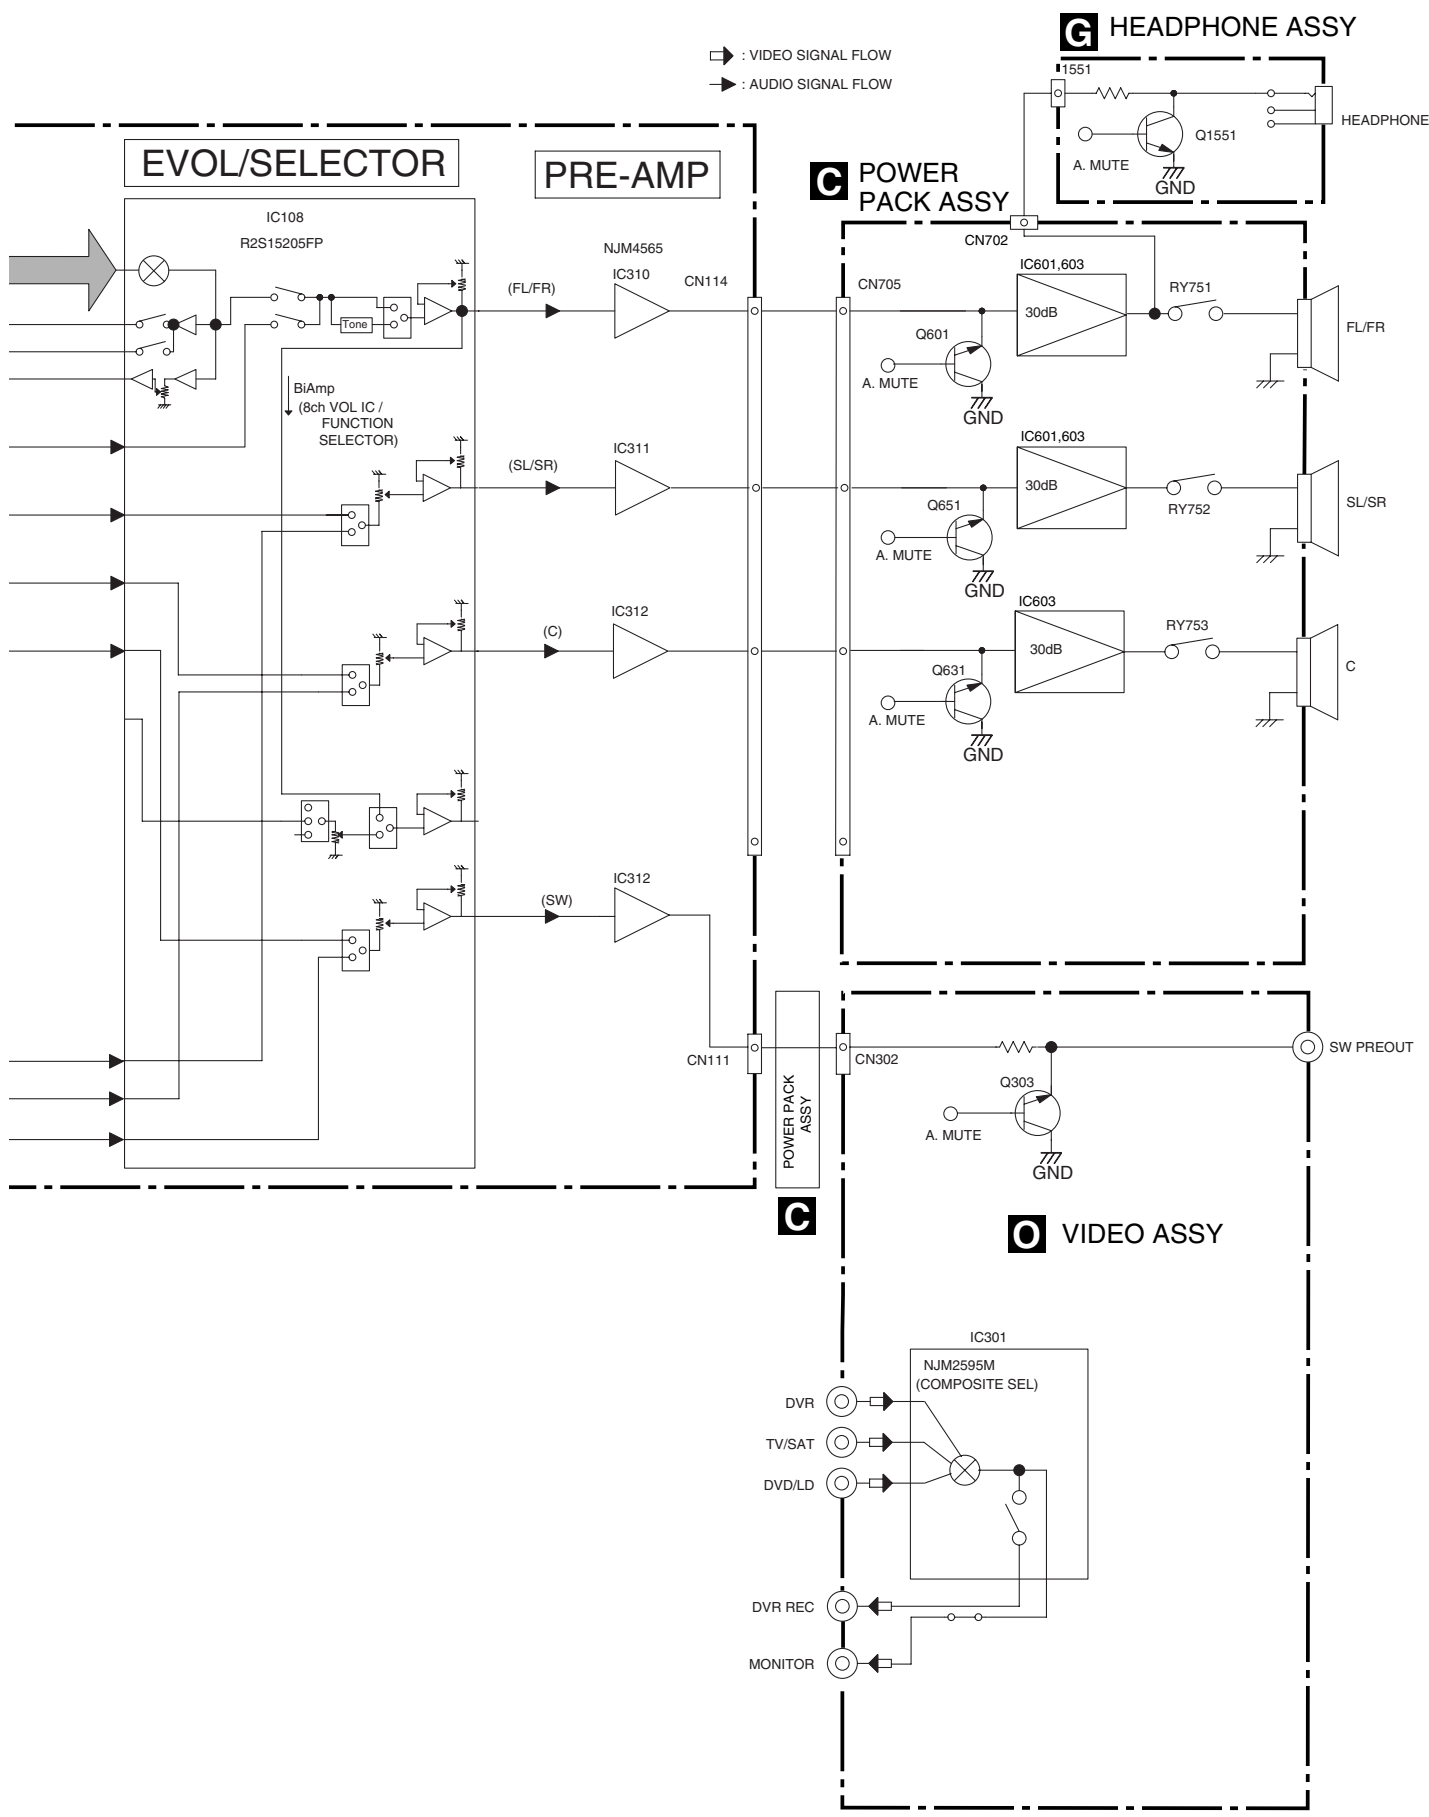 G HEADPHONE ASSY
: VIDEO SIGNAL FLOW
: AUDIO SIGNAL FLOW
1551
HEADPHONE
Q1551
A. MUTE
GND
EVOL/SELECTOR
PRE-AMP
C POWER
PACK ASSY
CN702
IC108
R2S15205FP
NJM4565
IC310
CN114
CN705
(FL/FR)
IC601,603
30dB
RY751
FL/FR
Tone
Q601
A. MUTE
GND
BiAmp
(8ch VOL IC /
FUNCTION
SELECTOR)
(SL/SR)
IC311
IC601,603
30dB
RY752
SL/SR
Q651
A. MUTE
GND
(C)
IC312
IC603
30dB
RY753
C
Q631
A. MUTE
GND
(SW)
IC312
CN111
POWER PACK
ASSY
C
CN302
SW PREOUT
Q303
A. MUTE
GND
O VIDEO ASSY
IC301
NJM2595M
(COMPOSITE SEL)
DVR
TV/SAT
DVD/LD
DVR REC
MONITOR